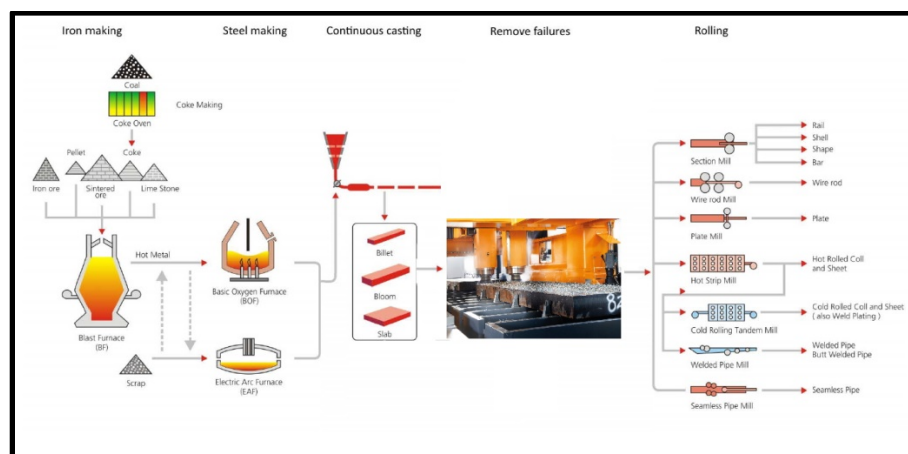 Iron making
Steel making
Continuous casting
Remove failures
Rolling
Coal
Coke Making
Coke Oven
Pellet
Coke
Iron ore
Sintered
ore
Lime Stone
Hot Metal
Blast Furnace
(BF)
Scrap
Basic Oxygen Furnace
(BOF)
Electric Arc Furnace
(EAF)
Billet
Bloom
Slab
82
Section Mill
Rail
Shell
Shape
Bar
Wire rod Mill
Wire rod
Plate Mill
Plate
Hot Strip Mill
Hot Rolled Coll
and Sheet
Cold Rolling Tandem Mill
Cold Rolled Coll and Sheet
( also Weld Plating )
Welded Pipe Mill
Welded Pipe
Butt Welded Pipe
Seamless Pipe Mill
Seamless Pipe